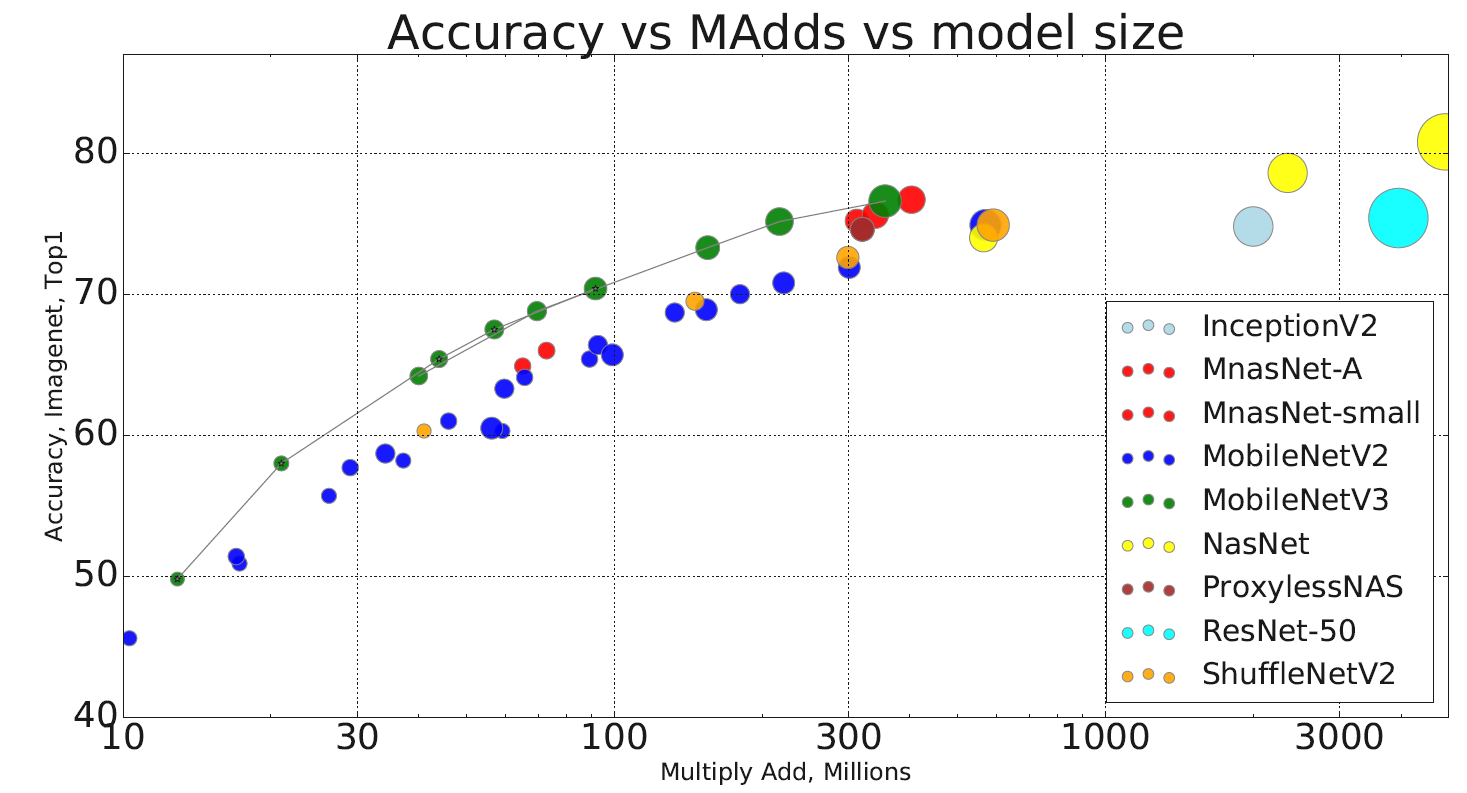 Accuracy vs MAdds vs model size
Accuracy, Imagenet, Top1
80
70
60
50
40
10
30
100
300
1000
3000
Multiply Add, Millions
InceptionV2
MnasNet-A
MnasNet-small
MobileNetV2
MobileNetV3
NasNet
ProxylessNAS
ResNet-50
ShuffleNetV2